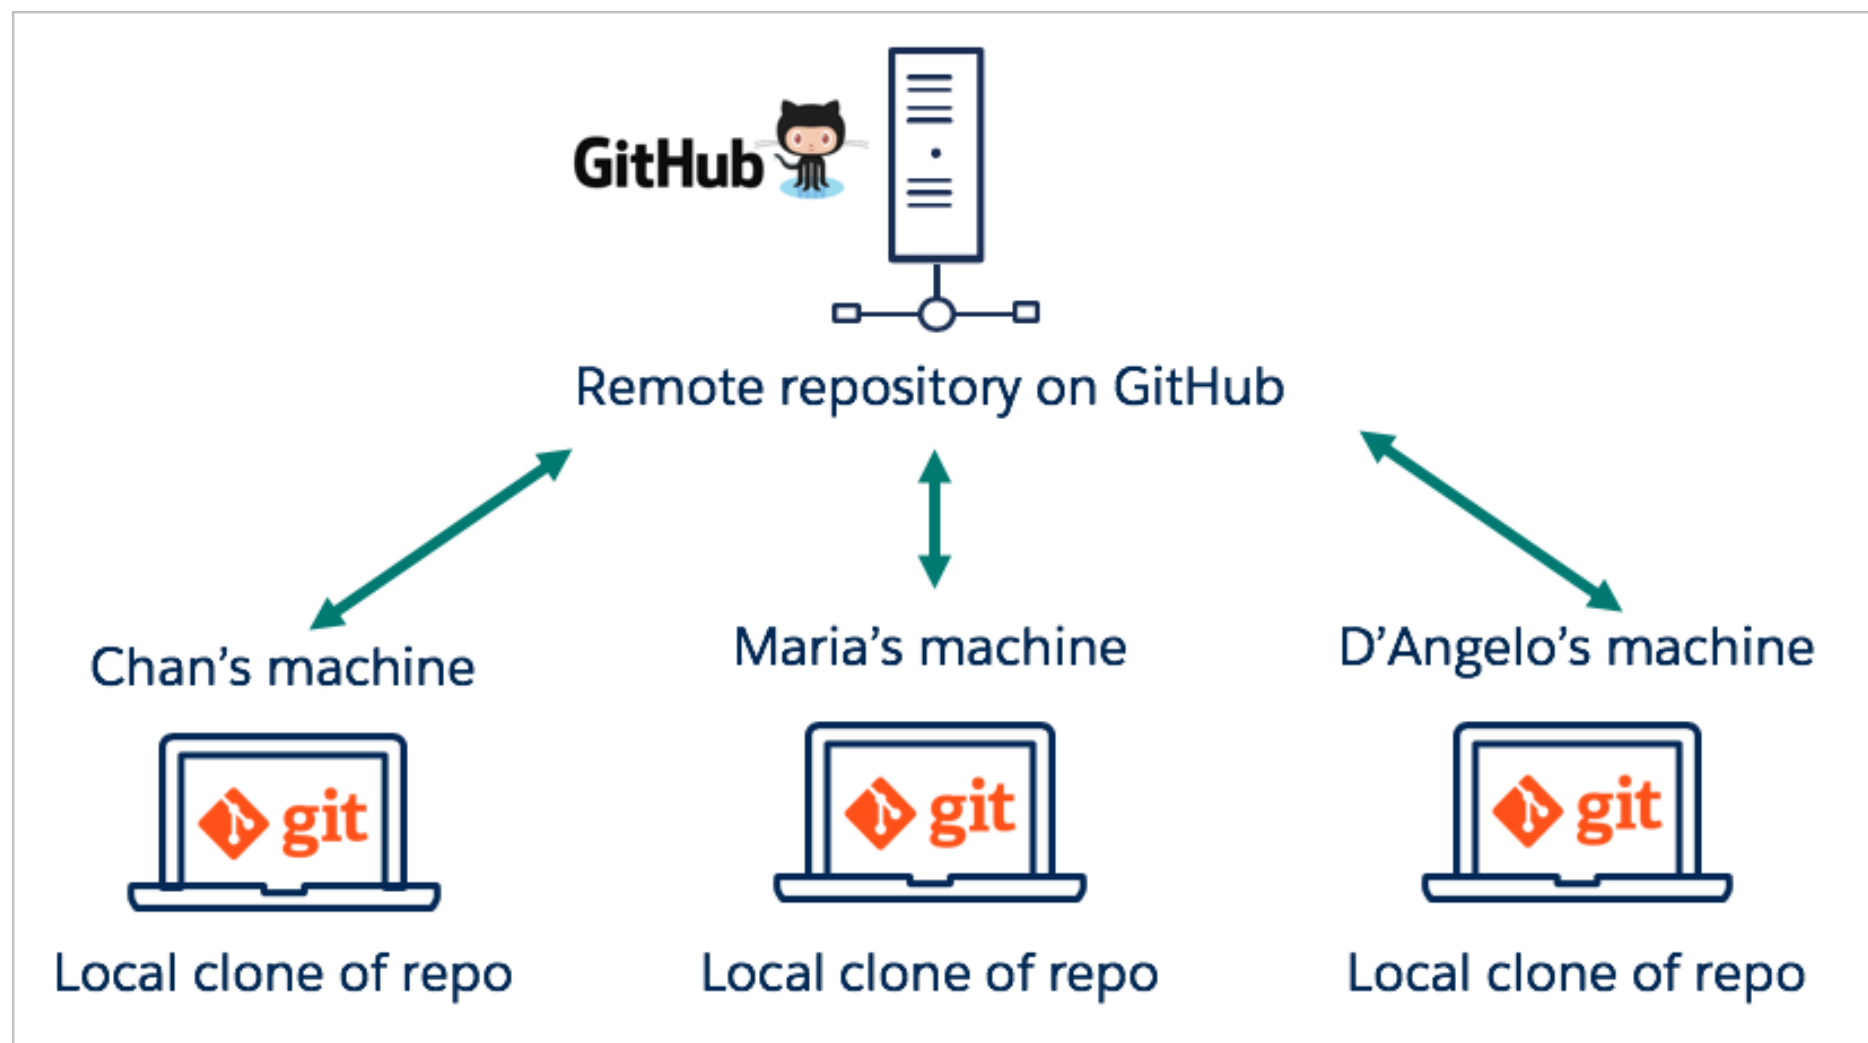 GitHub
Remote repository on GitHub
Chan’s machine
Maria’s machine
D’Angelo’s machine
git
git
git
Local clone of repo
Local clone of repo
Local clone of repo